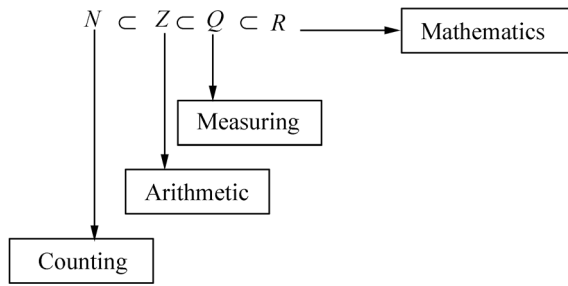 N ⊂ Z ⊂ Q ⊂ R
Mathematics
Measuring
Arithmetic
Counting